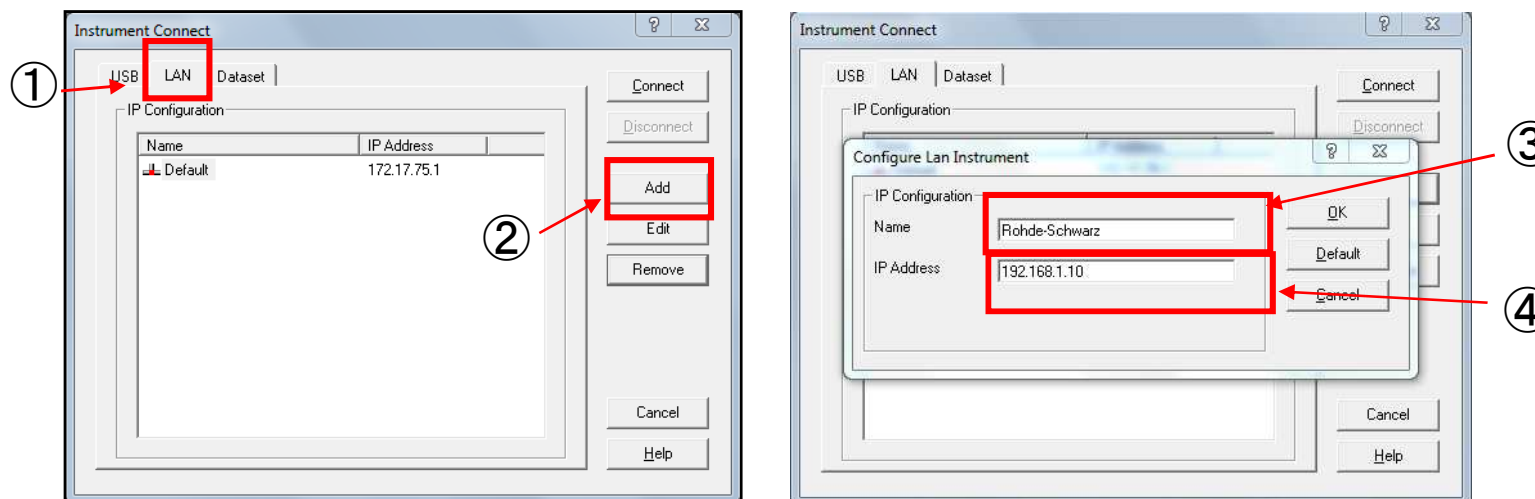 Instrument Connect
①
USB LAN Dataset
IP Configuration
Name IP Address
Default 172.17.75.1
Connect
Disconnect
Add
②
Edit
Remove
Cancel
Help
Instrument Connect
USB LAN Dataset
IP Configuration
Connect
Disconnect
Configure Lan Instrument
③
IP Configuration
Name Rohde-Schwarz
IP Address 192.168.1.10
OK
Default
Cancel
④
Cancel
Help